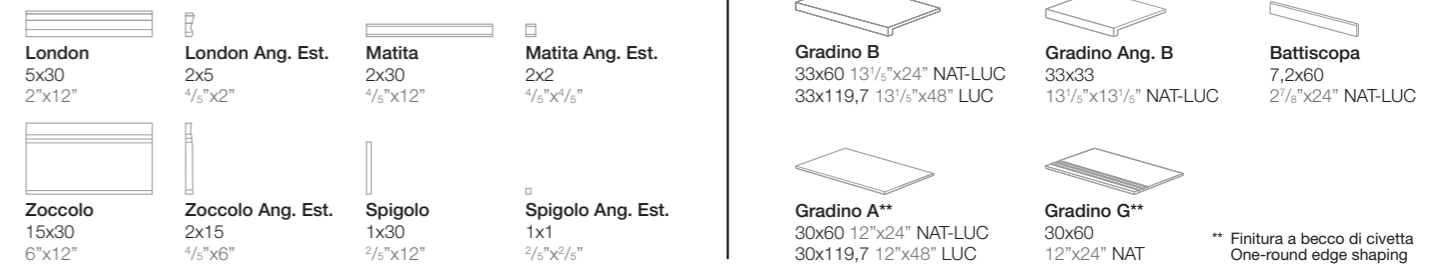 London
5x30
2”x12”
London Ang. Est.
2x5
4/5”x2”
Matita
2x30
4/5”x12”
Matita Ang. Est.
2x2
4/5”x4/5”
Zoccolo
15x30
6”x12”
Zoccolo Ang. Est.
2x15
4/5”x6”
Spigolo
1x30
2/5”x12”
Spigolo Ang. Est.
1x1
2/5”x2/5”
Gradino B
33x60 13 1/5”x24” NAT-LUC
33x119,7 13 1/5”x48” LUC
Gradino Ang. B
33x33
13 1/5”x13 1/5” NAT-LUC
Battiscopa
7,2x60
2 7/8”x24” NAT-LUC
Gradino A**
30x60 12”x24” NAT-LUC
30x119,7 12”x48” LUC
Gradino G**
30x60
12”x24” NAT
** Finitura a becco di civetta
One-round edge shaping